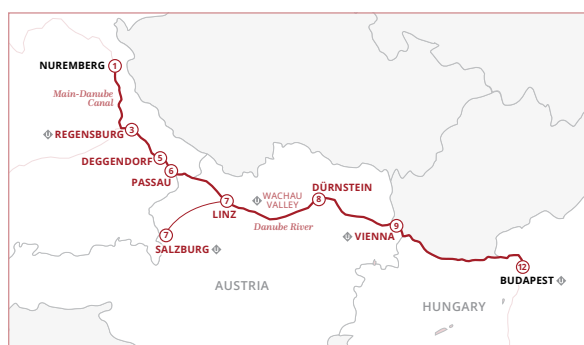 NUREMBERG 1
Main-Danube
Canal
REGENSBURG 3
DEGGENDORF 5
PASSAU 6
7
LINZ
WACHAU
VALLEY
DÜRNSTEIN
8
Danube River
7
SALZBURG
VIENNA 9
12
BUDAPEST
AUSTRIA
HUNGARY